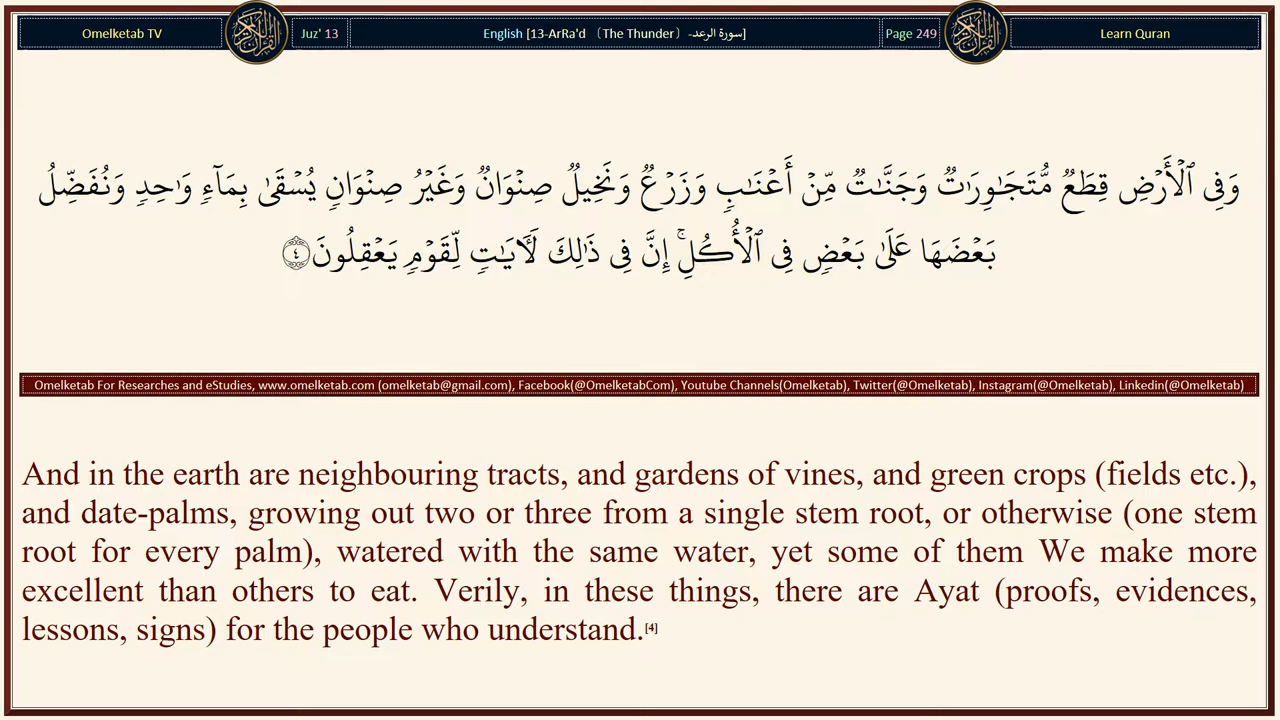 Omelketab TV
Juz' 13
English [13-ArRa'd (The Thunder) -سورة الرعد]
Page 249
Learn Quran
وَفِى ٱلْأَرْضِ قِطَعٌ مُّتَجَـٰوِرَٰتٌ وَجَنَّـٰتٌ مِّنْ أَعْنَـٰبٍ وَزَرْعٌ وَنَخِيلٌ صِنْوَانٌ وَغَيْرُ صِنْوَانٍ يُسْقَىٰ بِمَآءٍ وَٰحِدٍ وَنُفَضِّلُ
بَعْضَهَا عَلَىٰ بَعْضٍ فِى ٱلْأُكُلِ ۚ إِنَّ فِى ذَٰلِكَ لَـَٔايَـٰتٍ لِّقَوْمٍ يَعْقِلُونَ ٤
Omelketab For Researches and eStudies, www.omelketab.com (omelketab@gmail.com), Facebook(@OmelketabCom), Youtube Channels(Omelketab), Twitter(@Omelketab), Instagram(@Omelketab), Linkedin(@Omelketab)
And in the earth are neighbouring tracts, and gardens of vines, and green crops (fields etc.),
and date-palms, growing out two or three from a single stem root, or otherwise (one stem
root for every palm), watered with the same water, yet some of them We make more
excellent than others to eat. Verily, in these things, there are Ayat (proofs, evidences,
lessons, signs) for the people who understand.[4]